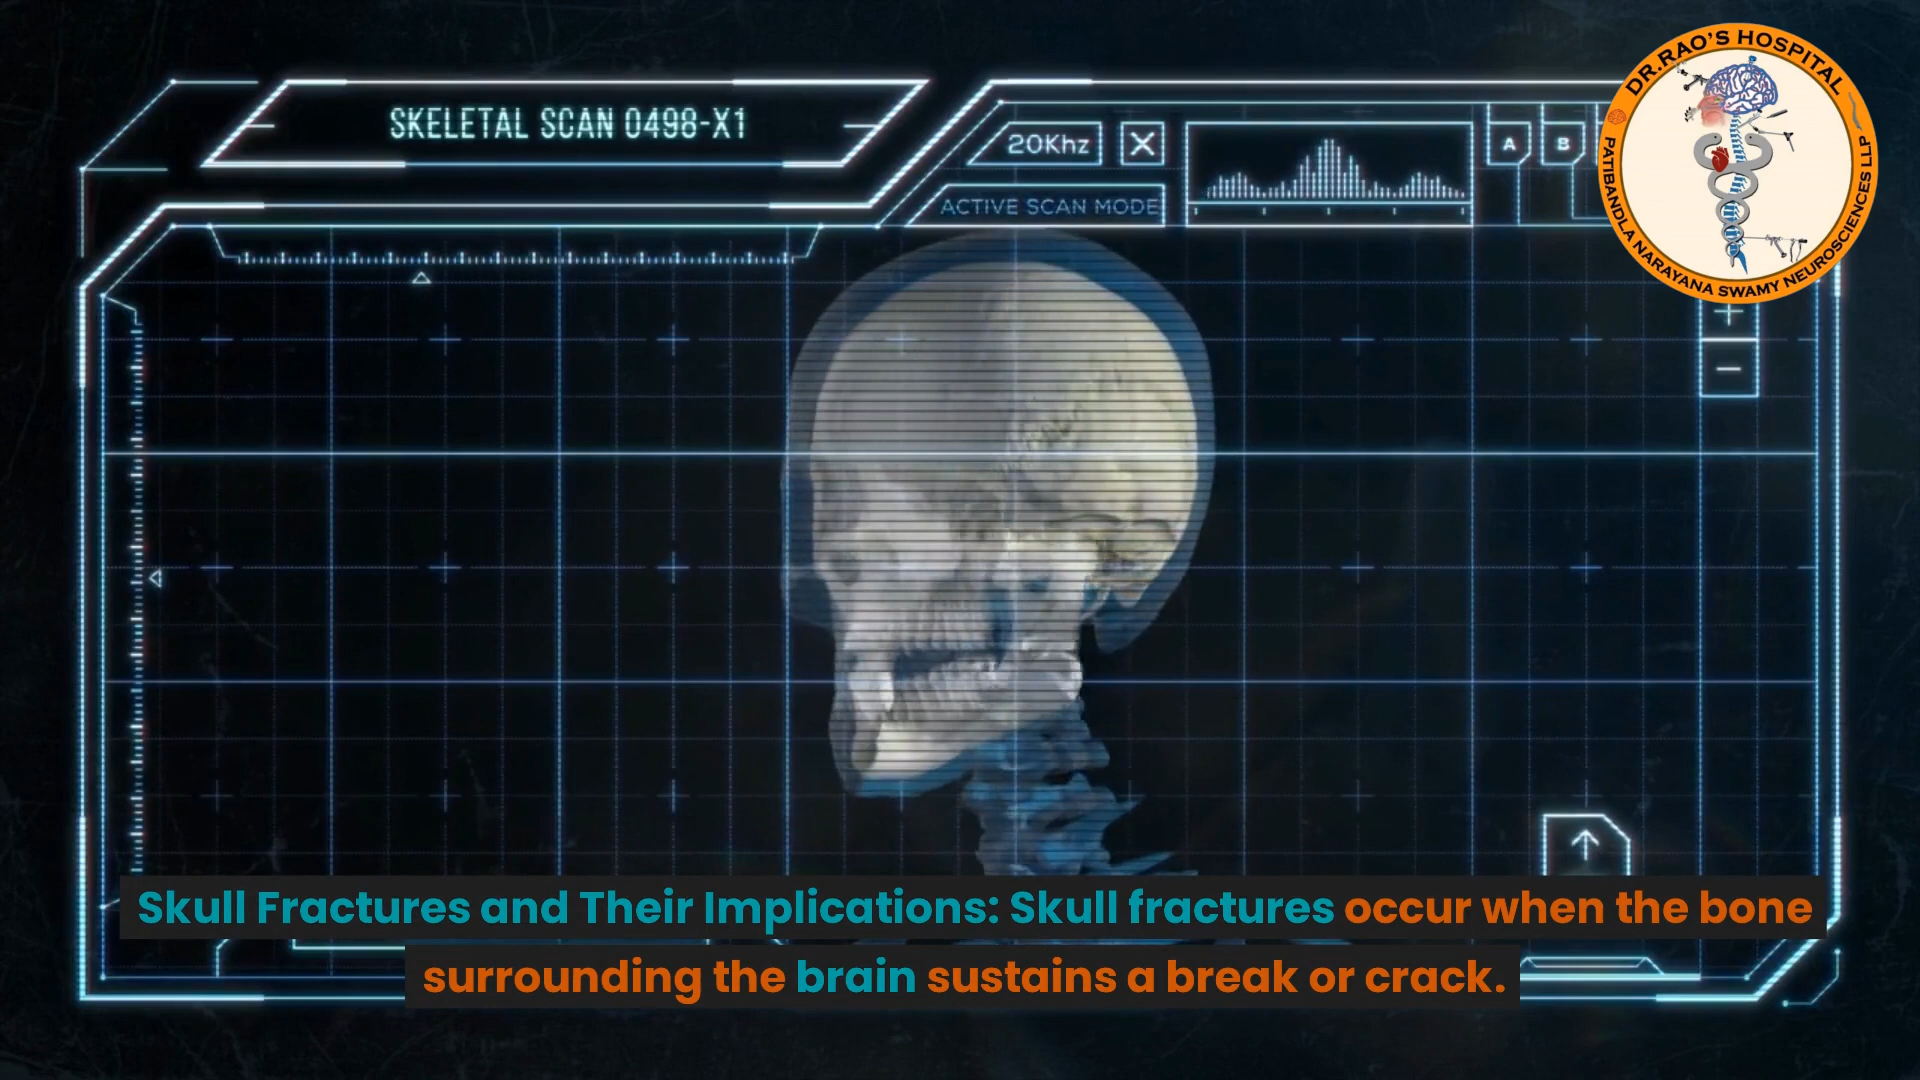 DR.RAO'S HOSPITAL
PATIBANDLA NARAYANA SWAMY NEUROSCIENCES LLP
SKELETAL SCAN 0498-X1
20Khz
X
A
B
ACTIVE SCAN MODE
Skull Fractures and Their Implications: Skull fractures occur when the bone
surrounding the brain sustains a break or crack.